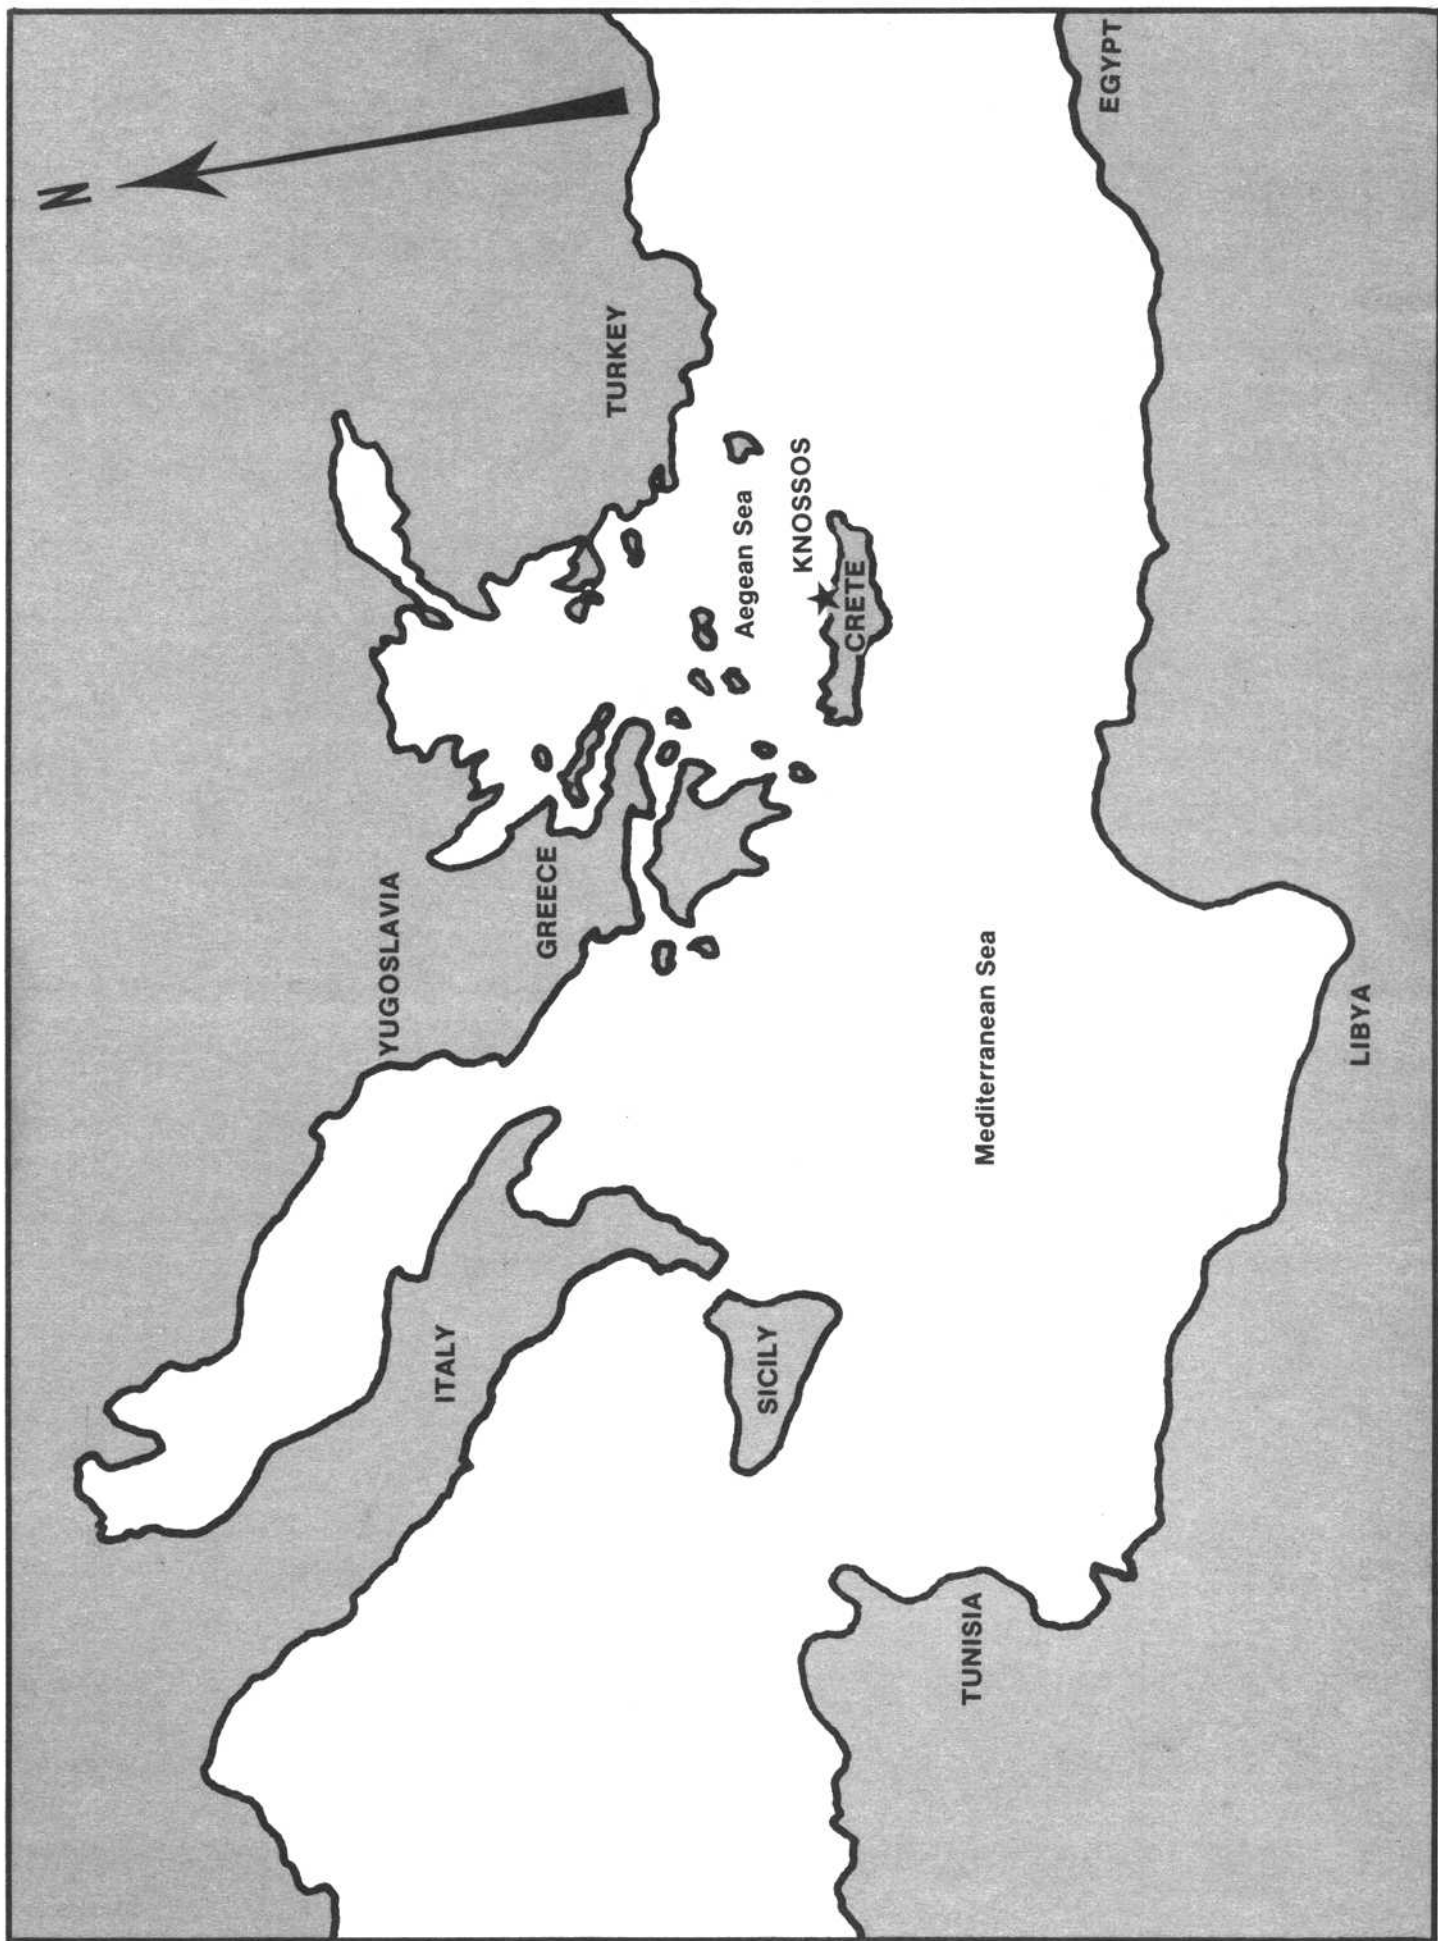 N
YUGOSLAVIA
ITALY
GREECE
TURKEY
Aegean Sea
KNOSSOS
CRETE
SICILY
Mediterranean Sea
TUNISIA
LIBYA
EGYPT